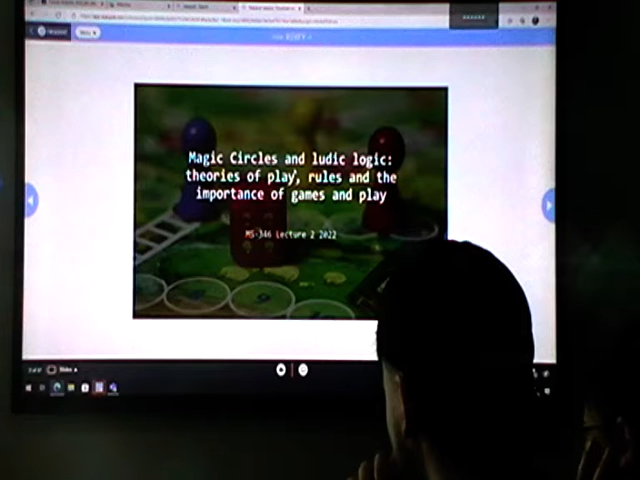 Magic Circles and ludic logic:
theories of play, rules and the
importance of games and play
MS-346 Lecture 2 2022